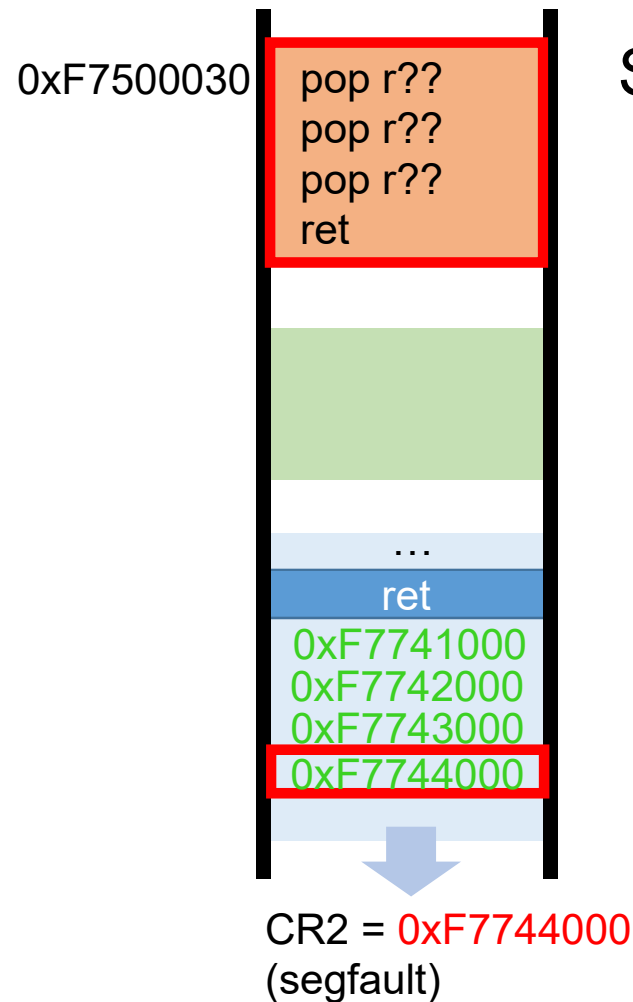 0xF7500030
pop r??
pop r??
pop r??
ret
S
…
ret
0xF7741000
0xF7742000
0xF7743000
0xF7744000
CR2 = 0xF7744000
(segfault)